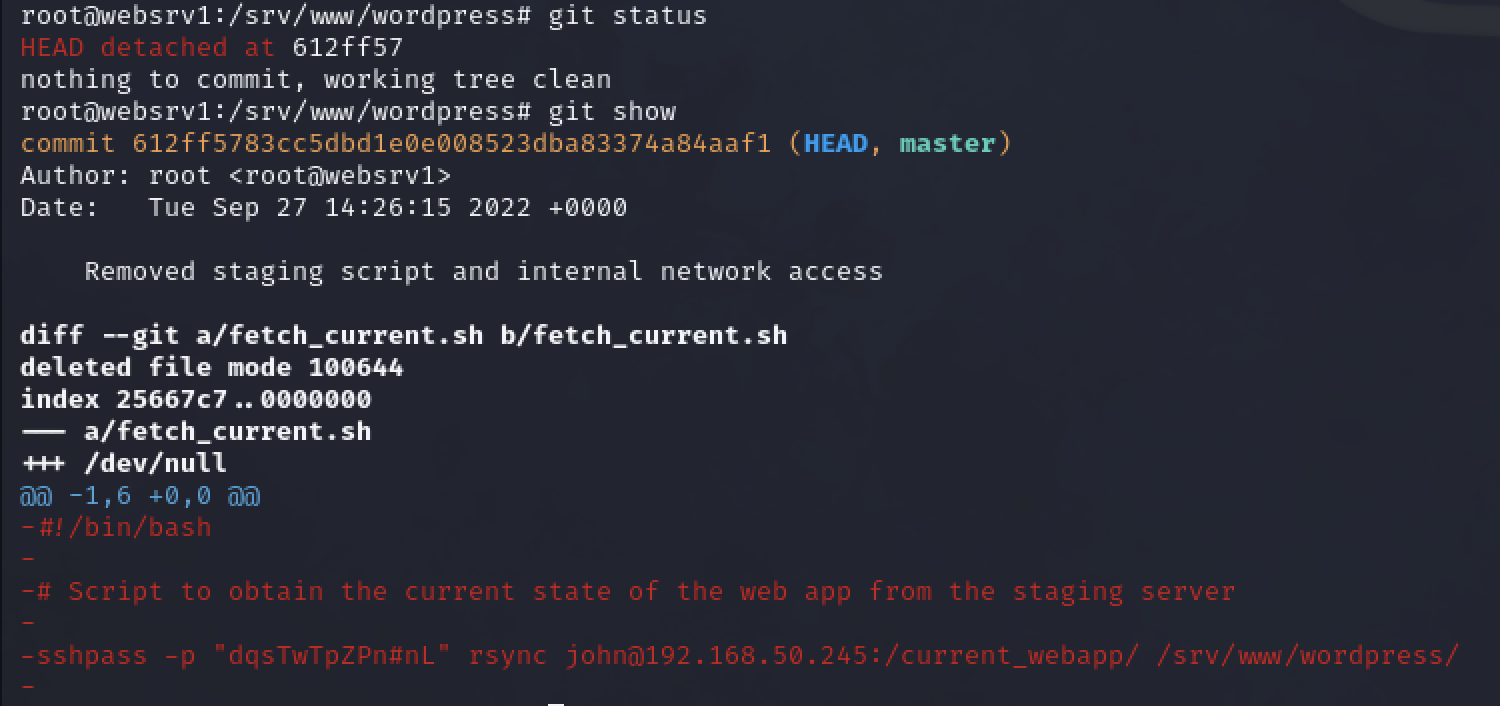 root@websrv1:/srv/www/wordpress# git status
HEAD detached at 612ff57
nothing to commit, working tree clean
root@websrv1:/srv/www/wordpress# git show
commit 612ff5783cc5dbd1e0e008523dba83374a84aaf1 (HEAD, master)
Author: root <root@websrv1>
Date:   Tue Sep 27 14:26:15 2022 +0000

    Removed staging script and internal network access

diff --git a/fetch_current.sh b/fetch_current.sh
deleted file mode 100644
index 25667c7..0000000
--- a/fetch_current.sh
+++ /dev/null
@@ -1,6 +0,0 @@
-#!/bin/bash
-
-# Script to obtain the current state of the web app from the staging server
-
-sshpass -p "dqsTwTpZPn#nL" rsync john@192.168.50.245:/current_webapp/ /srv/www/wordpress/
-